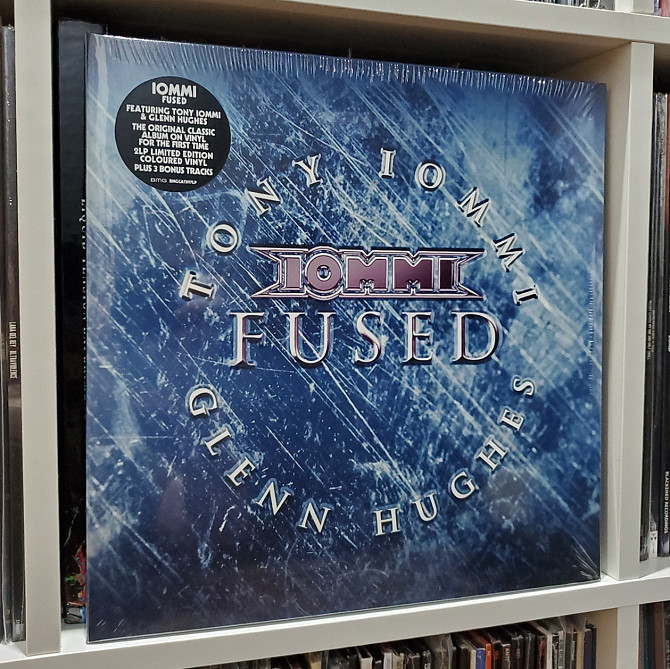 IOMMI
FUSED
FEATURING TONY IOMMI
& GLENN HUGHES
THE ORIGINAL CLASSIC
ALBUM ON VINYL
FOR THE FIRST TIME
2LP LIMITED EDITION
COLOURED VINYL
PLUS 3 BONUS TRACKS
TONY IOMMI
IOMMI
FUSED
GLENN HUGHES